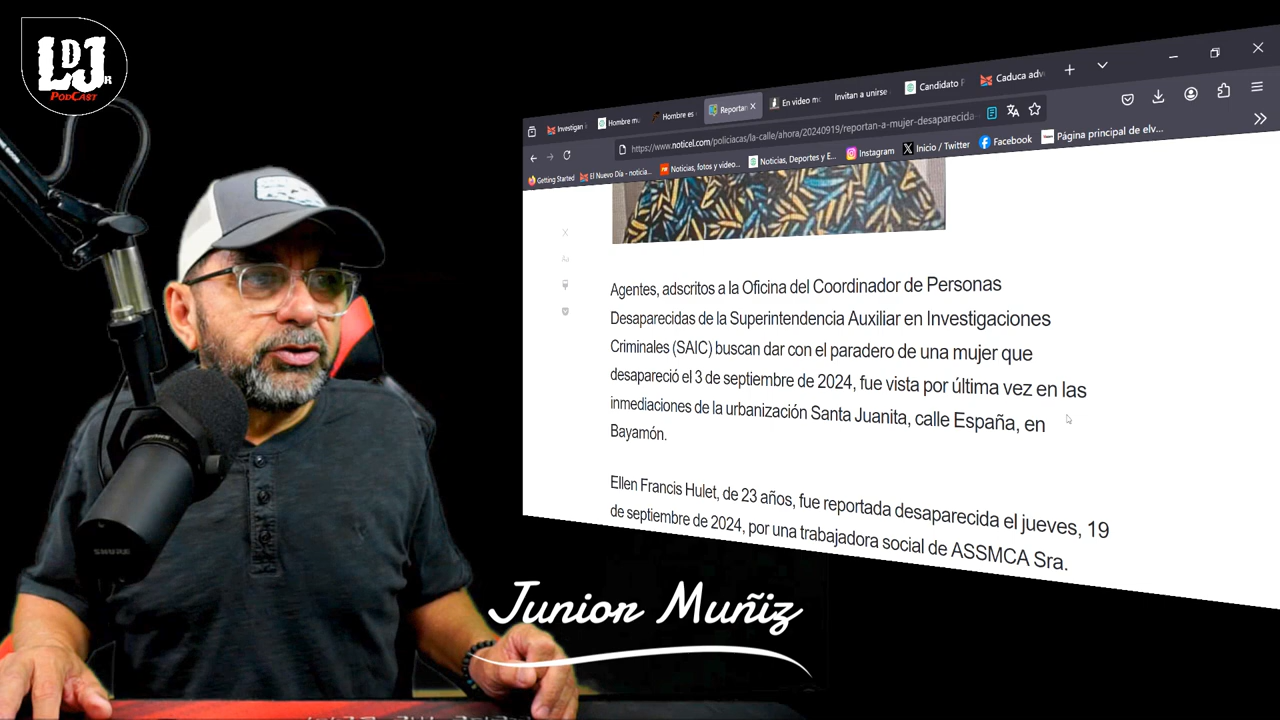 LDJR
PodCast
Investigan
Hombre mu
Hombre es
Reportan
En video mo
Invitan a unirse
Candidato P
Caduca adv
https://www.noticel.com/policiacas/la-calle/ahora/20240919/reportan-a-mujer-desaparecida-
Getting Started
El Nuevo Día - noticia...
Noticias, fotos y video...
Noticias, Deportes y E...
Instagram
Inicio / Twitter
Facebook
Página principal de elv...
Aa
Agentes, adscritos a la Oficina del Coordinador de Personas
Desaparecidas de la Superintendencia Auxiliar en Investigaciones
Criminales (SAIC) buscan dar con el paradero de una mujer que
desapareció el 3 de septiembre de 2024, fue vista por última vez en las
inmediaciones de la urbanización Santa Juanita, calle España, en
Bayamón.
Ellen Francis Hulet, de 23 años, fue reportada desaparecida el jueves, 19
de septiembre de 2024, por una trabajadora social de ASSMCA Sra.
SHURE
Junior Muñiz